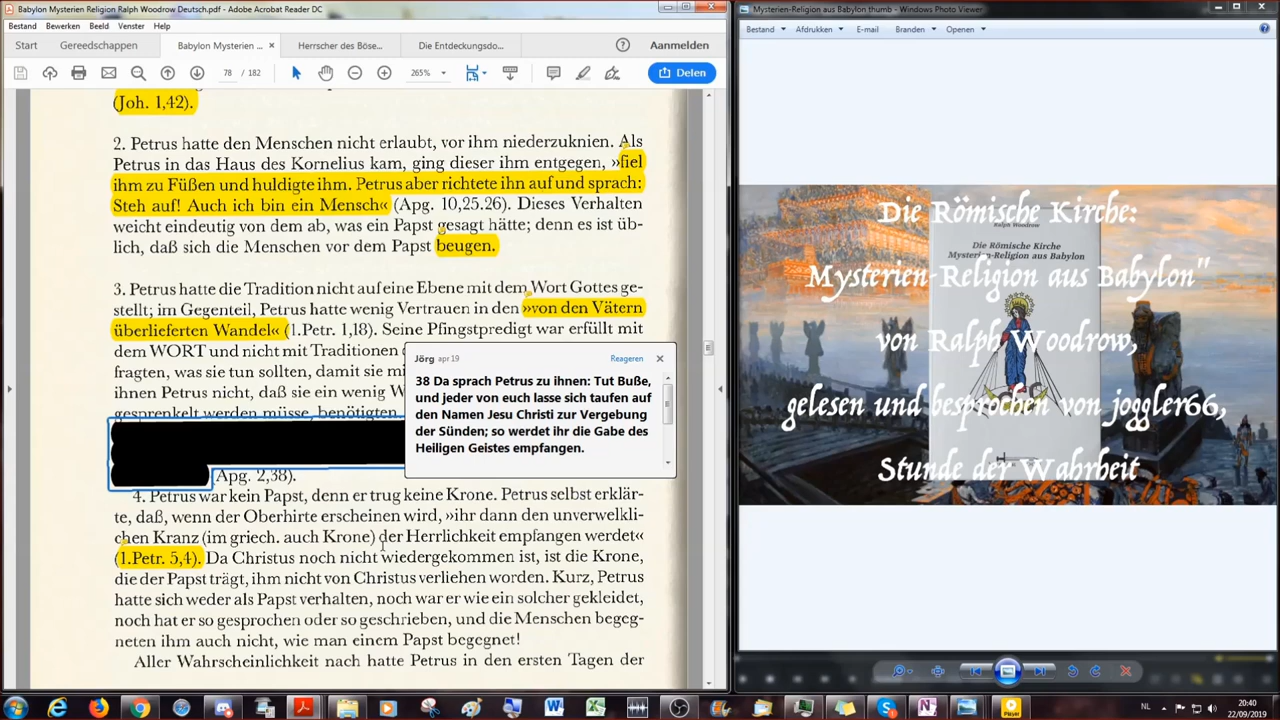 Babylon Mysterien Religion Ralph Woodrow Deutsch.pdf - Adobe Acrobat Reader DC
Bestand Bewerken Beeld Venster Help
Start Gereedschappen Babylon Mysterien ... Herrscher des Böse... Die Entdeckungsdo... Anmelden
78 / 182 265% Delen
(Joh. 1,42).
2. Petrus hatte den Menschen nicht erlaubt, vor ihm niederzuknien. Als
Petrus in das Haus des Kornelius kam, ging dieser ihm entgegen, »fiel
ihm zu Füßen und huldigte ihm. Petrus aber richtete ihn auf und sprach:
Steh auf! Auch ich bin ein Mensch« (Apg. 10,25.26). Dieses Verhalten
weicht eindeutig von dem ab, was ein Papst gesagt hätte; denn es ist üb-
lich, daß sich die Menschen vor dem Papst beugen.
3. Petrus hatte die Tradition nicht auf eine Ebene mit dem Wort Gottes ge-
stellt; im Gegenteil, Petrus hatte wenig Vertrauen in den »von den Vätern
überlieferten Wandel« (1.Petr. 1,18). Seine Pfingstpredigt war erfüllt mit
dem WORT und nicht mit Traditionen
fragten, was sie tun sollten, damit sie
ihnen Petrus nicht, daß sie ein wenig
gesprenkelt werden müsse, benötigten
Apg. 2,38).
4. Petrus war kein Papst, denn er trug keine Krone. Petrus selbst erklär-
te, daß, wenn der Oberhirte erscheinen wird, »ihr dann den unverwelkli-
chen Kranz (im griech. auch Krone) der Herrlichkeit empfangen werdet«
(1.Petr. 5,4). Da Christus noch nicht wiedergekommen ist, ist die Krone,
die der Papst trägt, ihm nicht von Christus verliehen worden. Kurz, Petrus
hatte sich weder als Papst verhalten, noch war er wie ein solcher gekleidet,
noch hat er so gesprochen oder so geschrieben, und die Menschen begeg-
neten ihm auch nicht, wie man einem Papst begegnet!
Aller Wahrscheinlichkeit nach hatte Petrus in den ersten Tagen der
Jörg apr 19 Reageren
38 Da sprach Petrus zu ihnen: Tut Buße,
und jeder von euch lasse sich taufen auf
den Namen Jesu Christi zur Vergebung
der Sünden; so werdet ihr die Gabe des
Heiligen Geistes empfangen.
Mysterien-Religion aus Babylon thumb - Windows Photo Viewer
Bestand Afdrukken E-mail Branden Openen
Die Römische Kirche:
Ralph Woodrow
Die Römische Kirche
Mysterien-Religion aus Babylon
Mysterien-Religion aus Babylon"
von Ralph Woodrow,
gelesen und besprochen von joggler66,
Stunde der Wahrheit
NL
20:40
22/09/2019